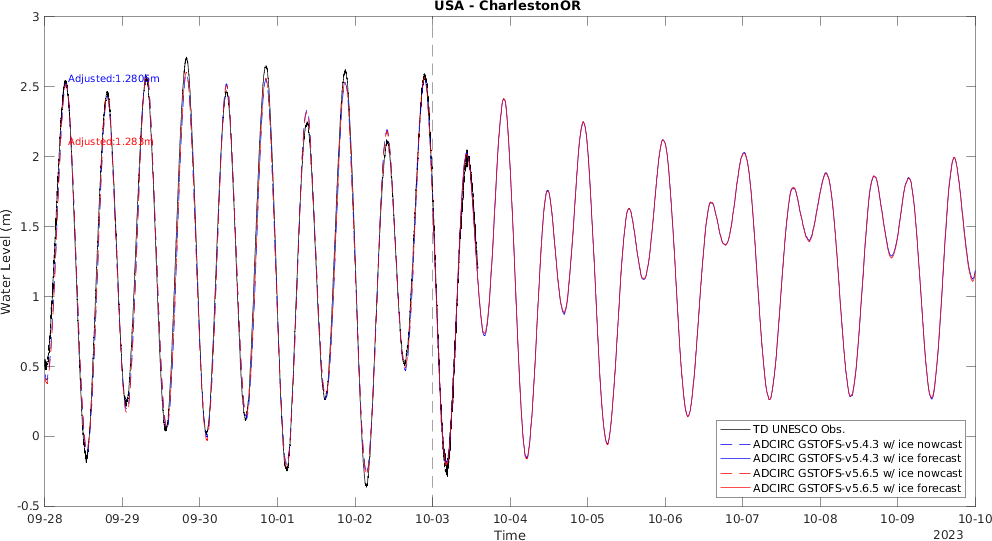 USA - CharlestonOR
3
2.5
2
1.5
1
0.5
0
-0.5
Water Level (m)
Adjusted:1.2806m
Adjusted:1.283m
TD UNESCO Obs.
ADCIRC GSTOFS-v5.4.3 w/ ice nowcast
ADCIRC GSTOFS-v5.4.3 w/ ice forecast
ADCIRC GSTOFS-v5.6.5 w/ ice nowcast
ADCIRC GSTOFS-v5.6.5 w/ ice forecast
09-28 09-29 09-30 10-01 10-02 10-03 10-04 10-05 10-06 10-07 10-08 10-09 10-10
Time
2023